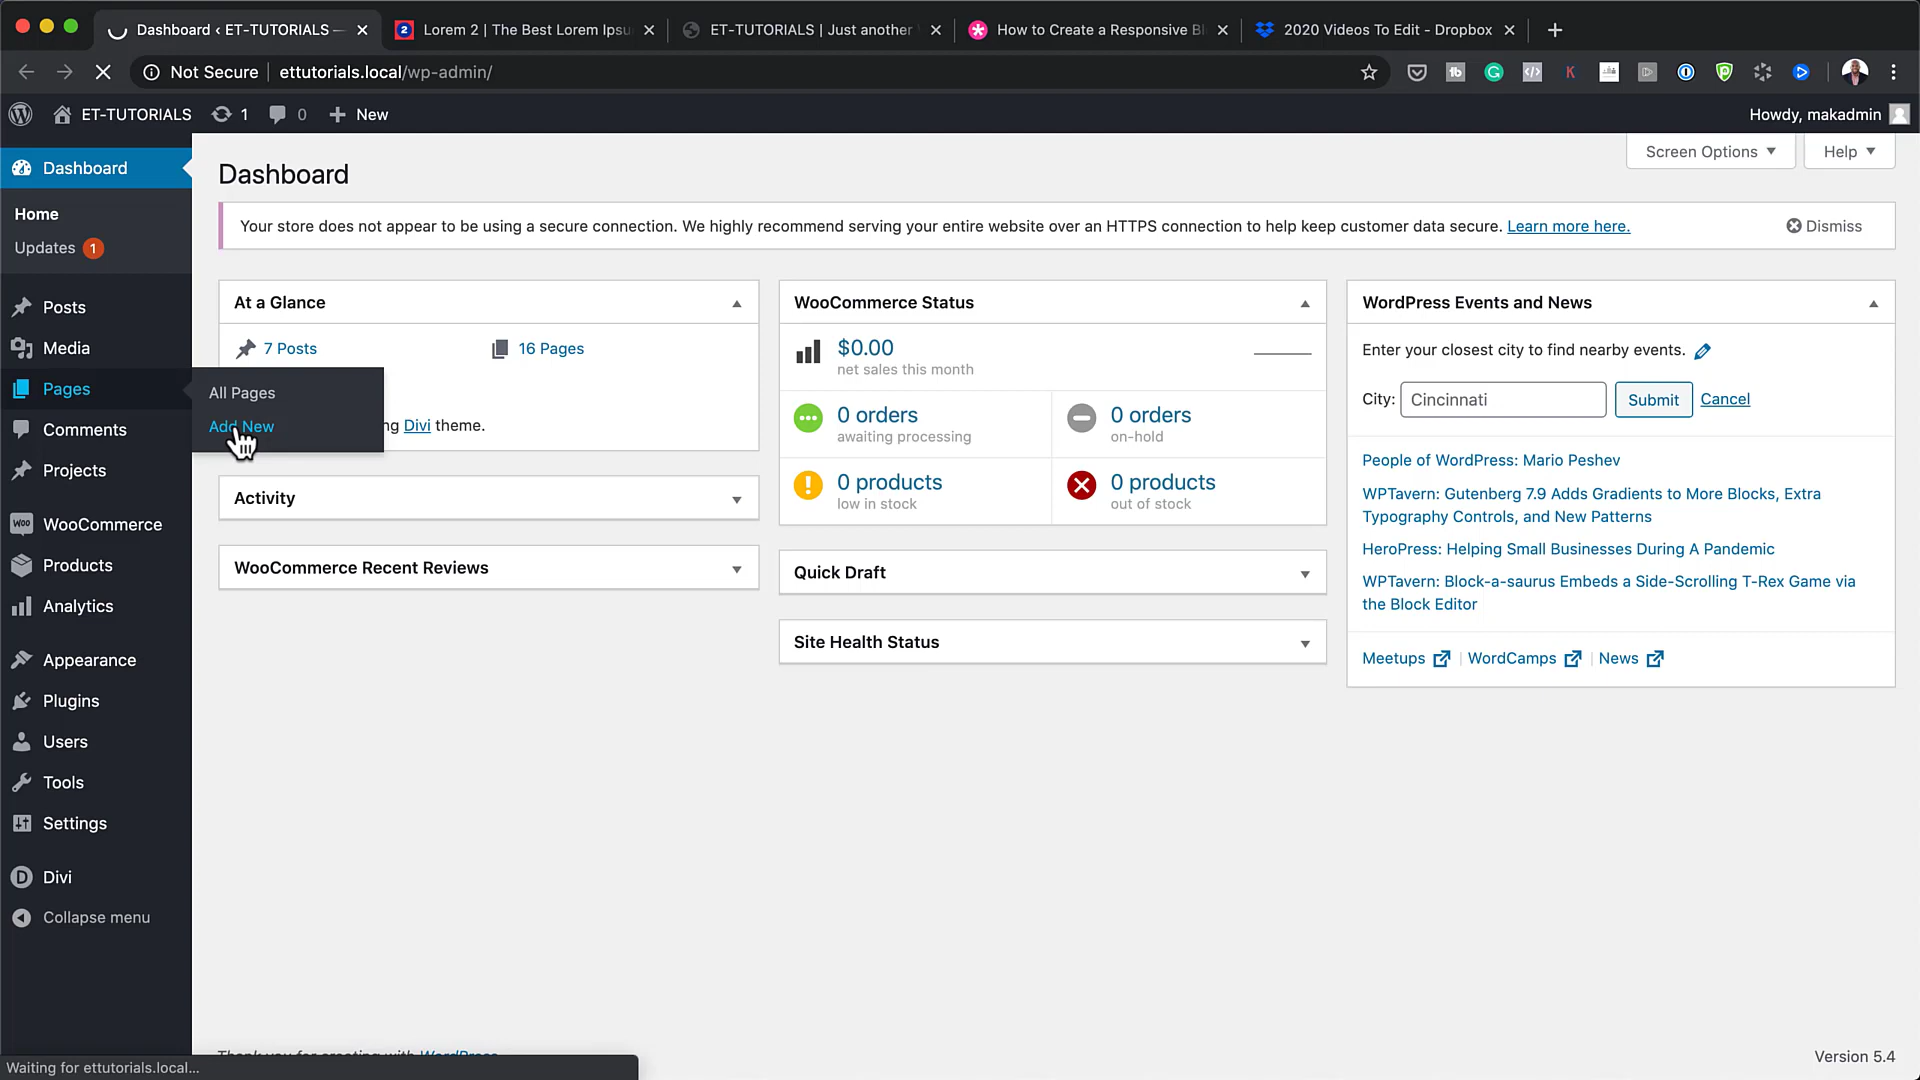 Dashboard ‹ ET-TUTORIALS —
Lorem 2 | The Best Lorem Ipsu
ET-TUTORIALS | Just another
How to Create a Responsive Bl
2020 Videos To Edit - Dropbox
Not Secure
ettutorials.local/wp-admin/
ET-TUTORIALS
1
0
New
Howdy, makadmin
Dashboard
Home
Updates 1
Posts
Media
Pages
Comments
Projects
WooCommerce
Products
Analytics
Appearance
Plugins
Users
Tools
Settings
Divi
Collapse menu
All Pages
Add New
Screen Options
Help
Dashboard
Your store does not appear to be using a secure connection. We highly recommend serving your entire website over an HTTPS connection to help keep customer data secure. Learn more here.
Dismiss
At a Glance
7 Posts
16 Pages
ng Divi theme.
Activity
WooCommerce Recent Reviews
WooCommerce Status
$0.00
net sales this month
0 orders
awaiting processing
0 orders
on-hold
0 products
low in stock
0 products
out of stock
Quick Draft
Site Health Status
WordPress Events and News
Enter your closest city to find nearby events.
City: Cincinnati Submit Cancel
People of WordPress: Mario Peshev
WPTavern: Gutenberg 7.9 Adds Gradients to More Blocks, Extra
Typography Controls, and New Patterns
HeroPress: Helping Small Businesses During A Pandemic
WPTavern: Block-a-saurus Embeds a Side-Scrolling T-Rex Game via
the Block Editor
Meetups | WordCamps | News
Thank you for creating with WordPress
Version 5.4
Waiting for ettutorials.local...